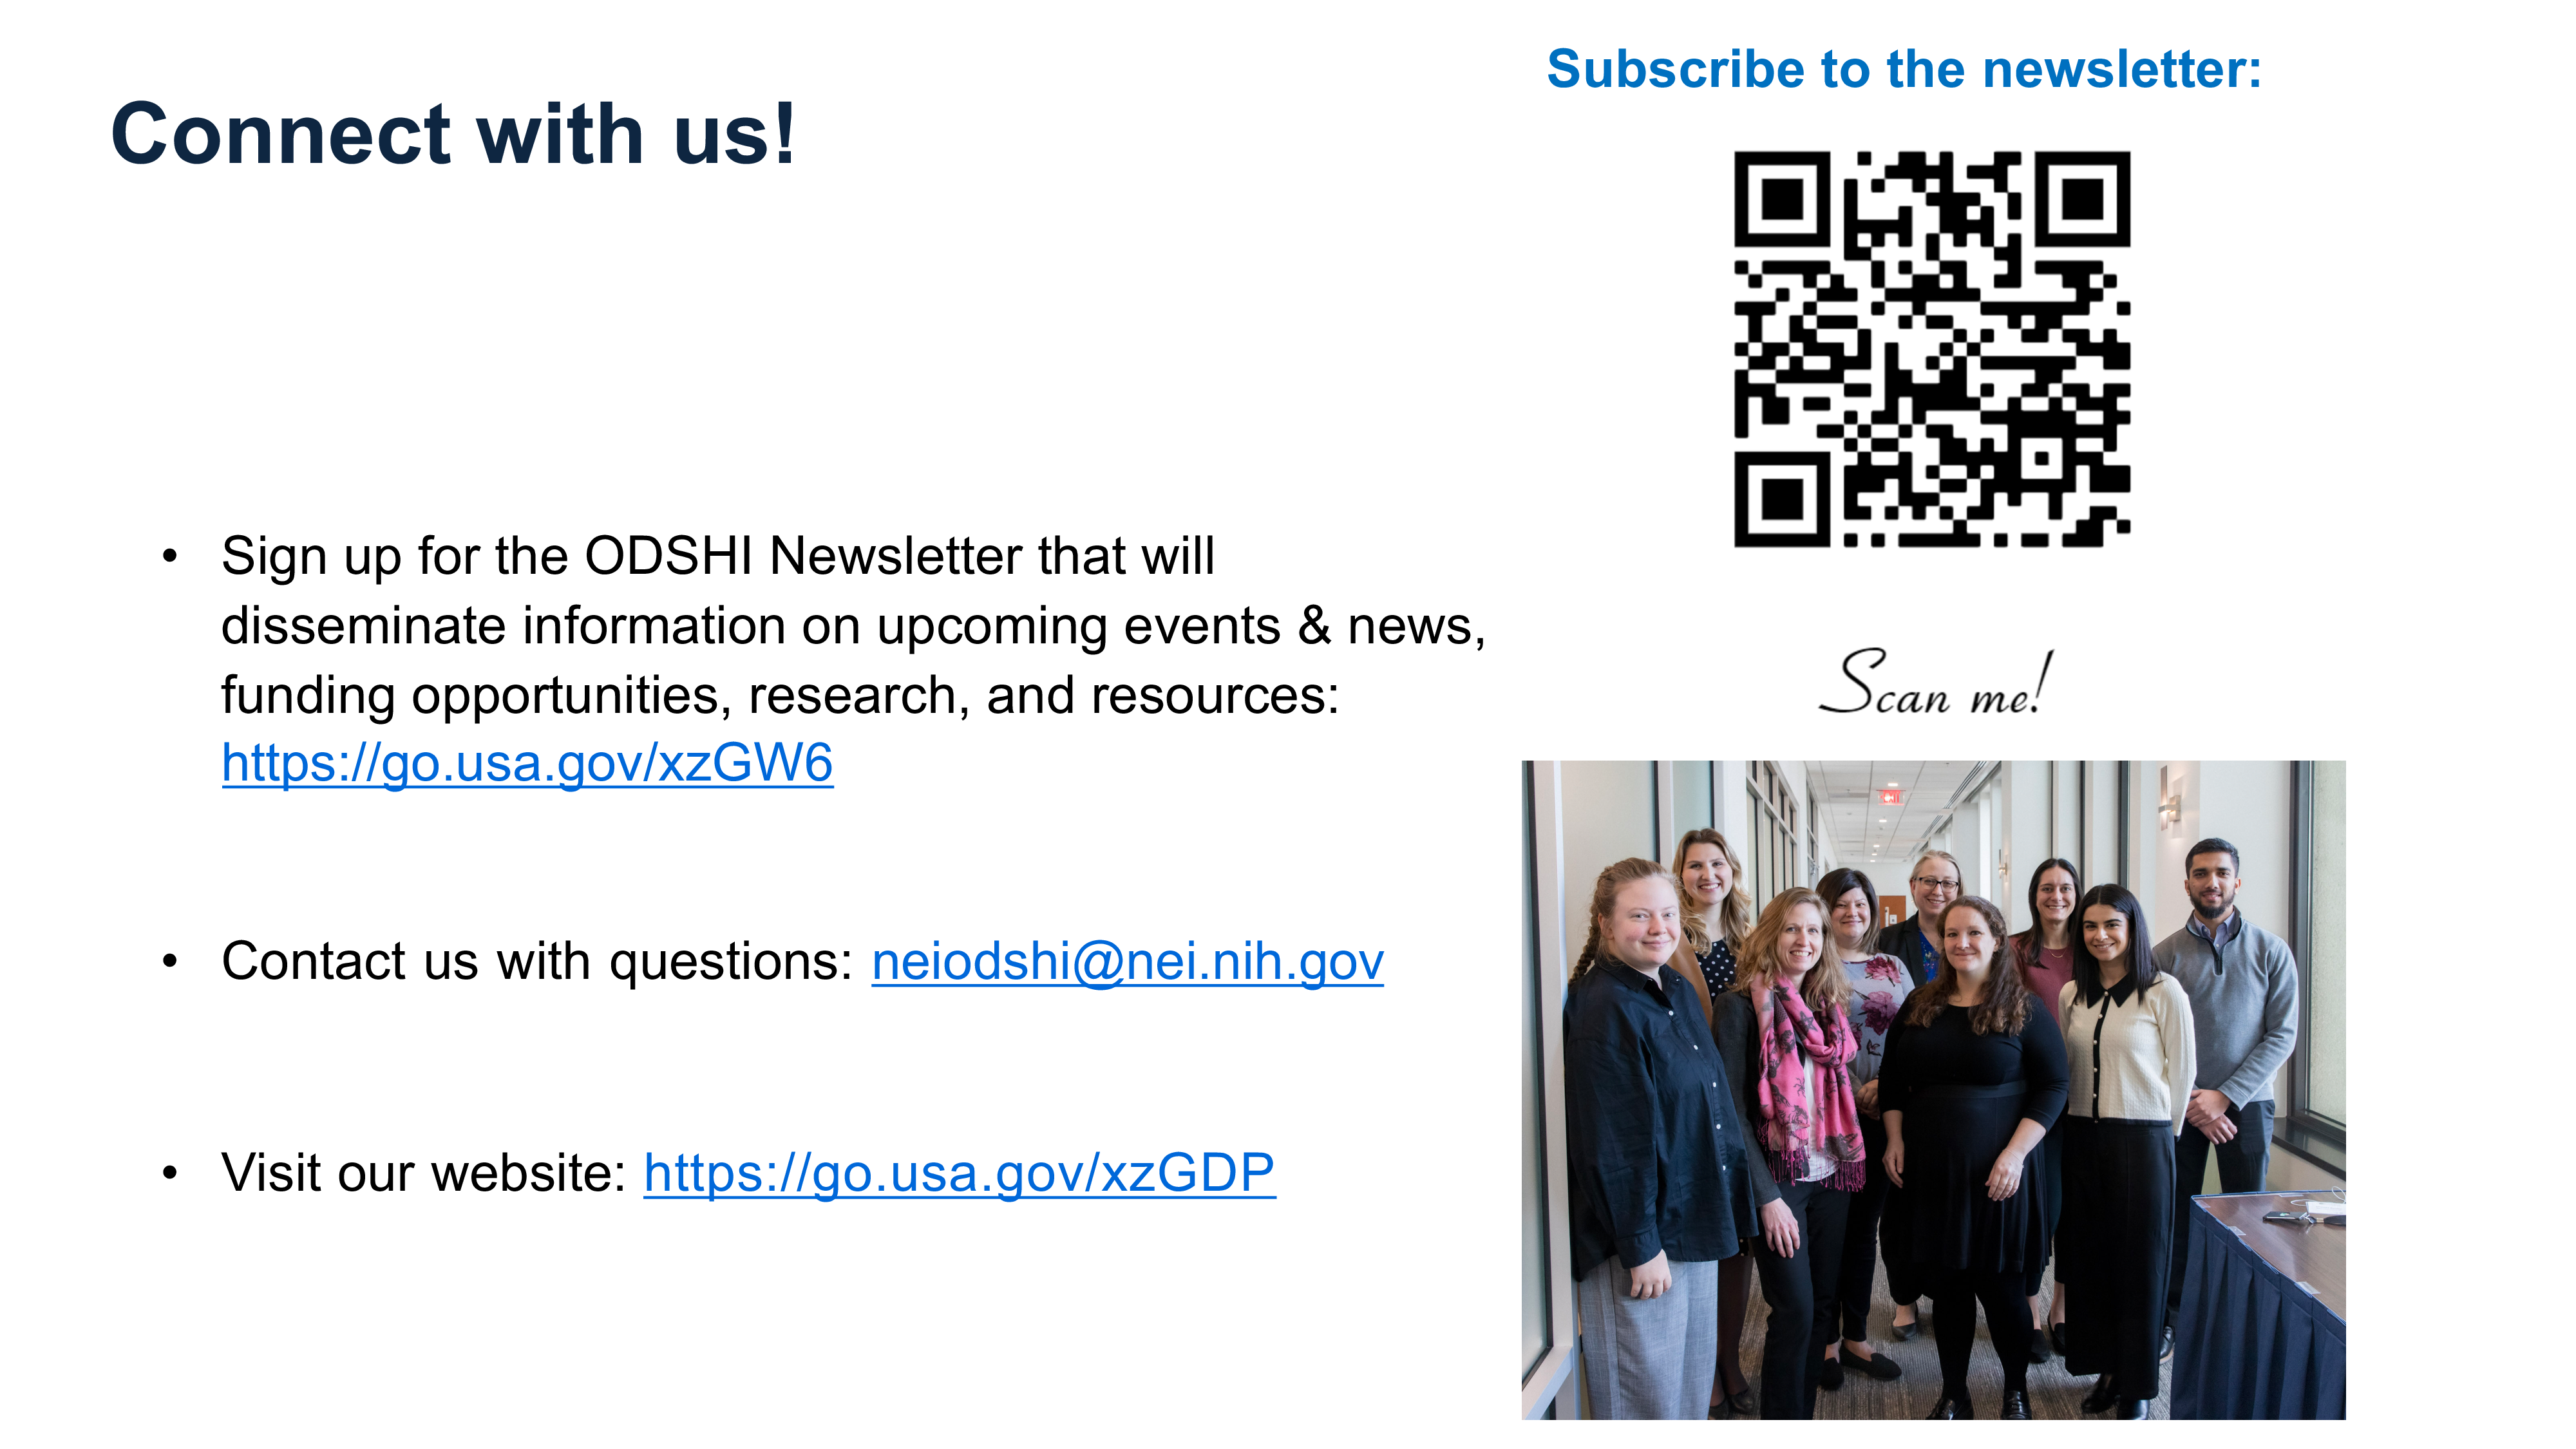 Connect with us!
Subscribe to the newsletter:
Scan me!
• Sign up for the ODSHI Newsletter that will
disseminate information on upcoming events & news,
funding opportunities, research, and resources:
https://go.usa.gov/xzGW6
• Contact us with questions: neiodshi@nei.nih.gov
• Visit our website: https://go.usa.gov/xzGDP
EXIT